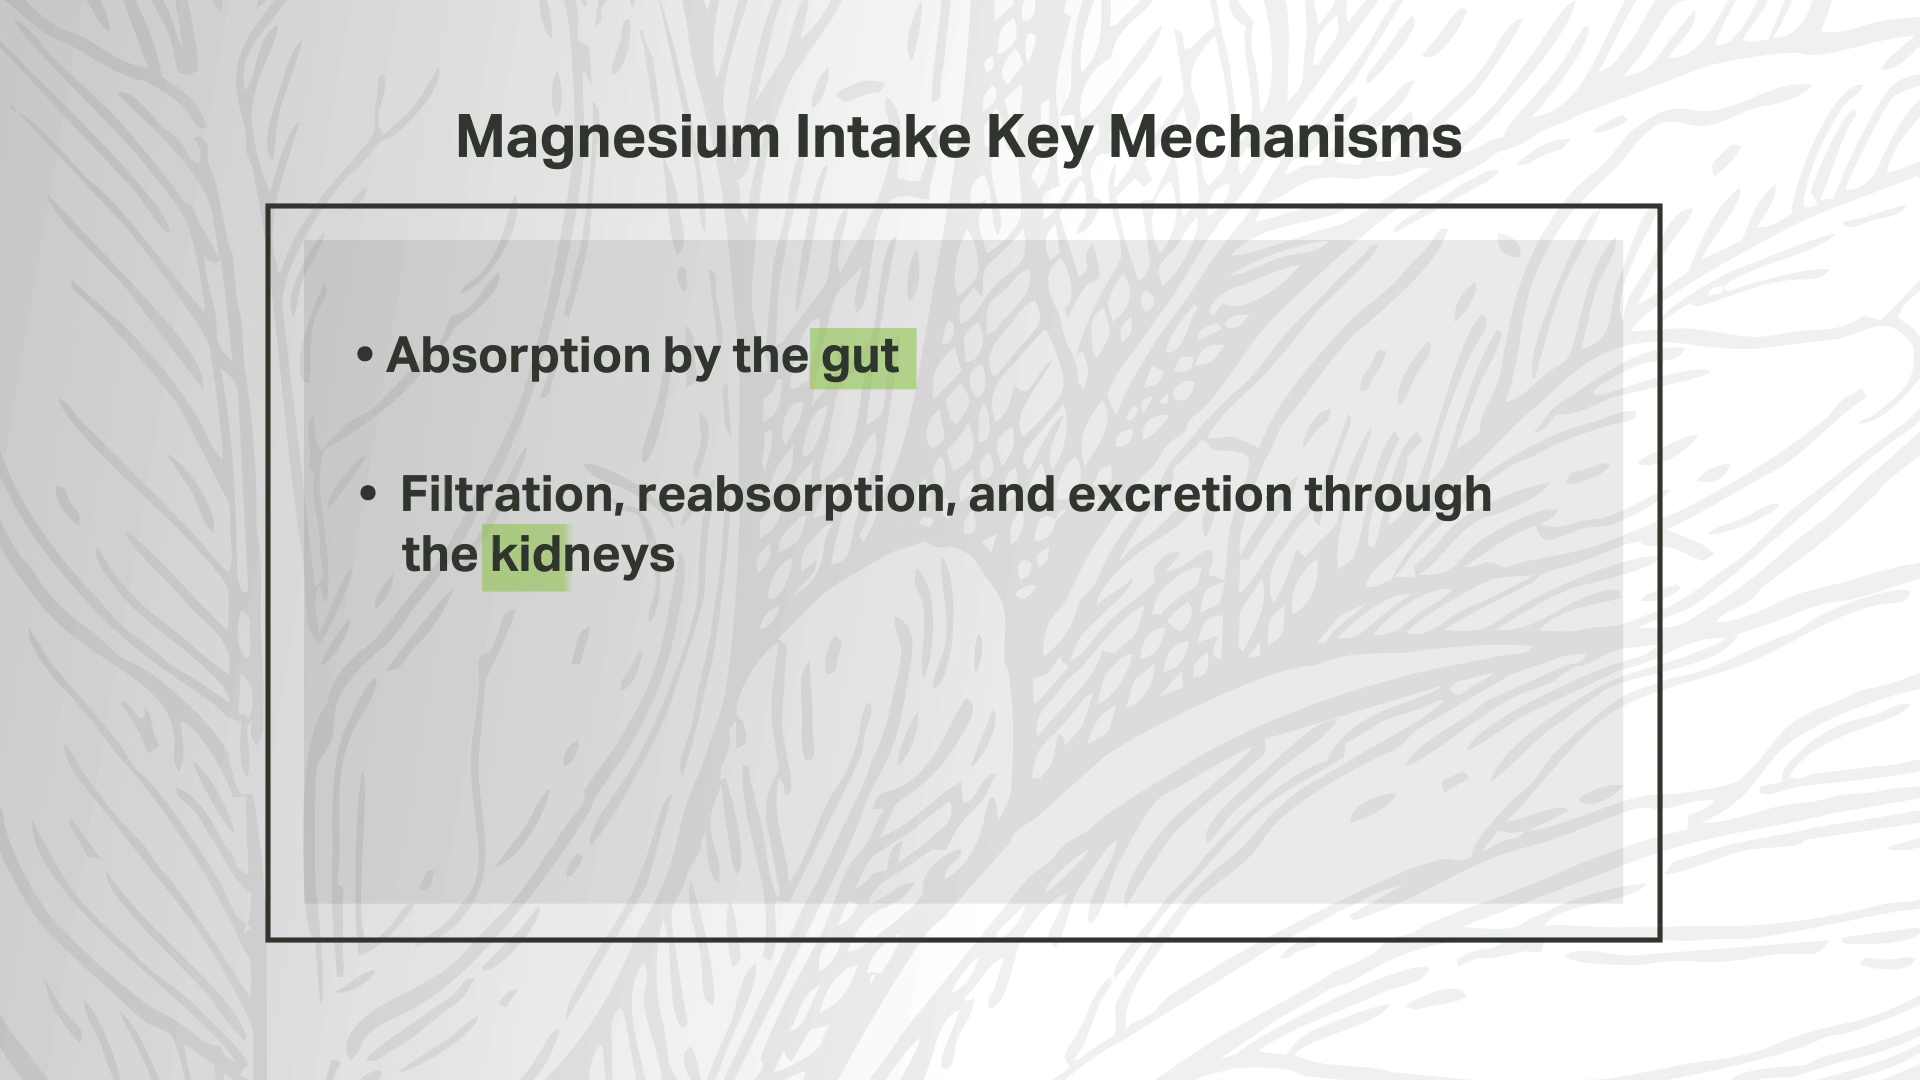 Magnesium Intake Key Mechanisms
• Absorption by the gut
• Filtration, reabsorption, and excretion through
the kidneys